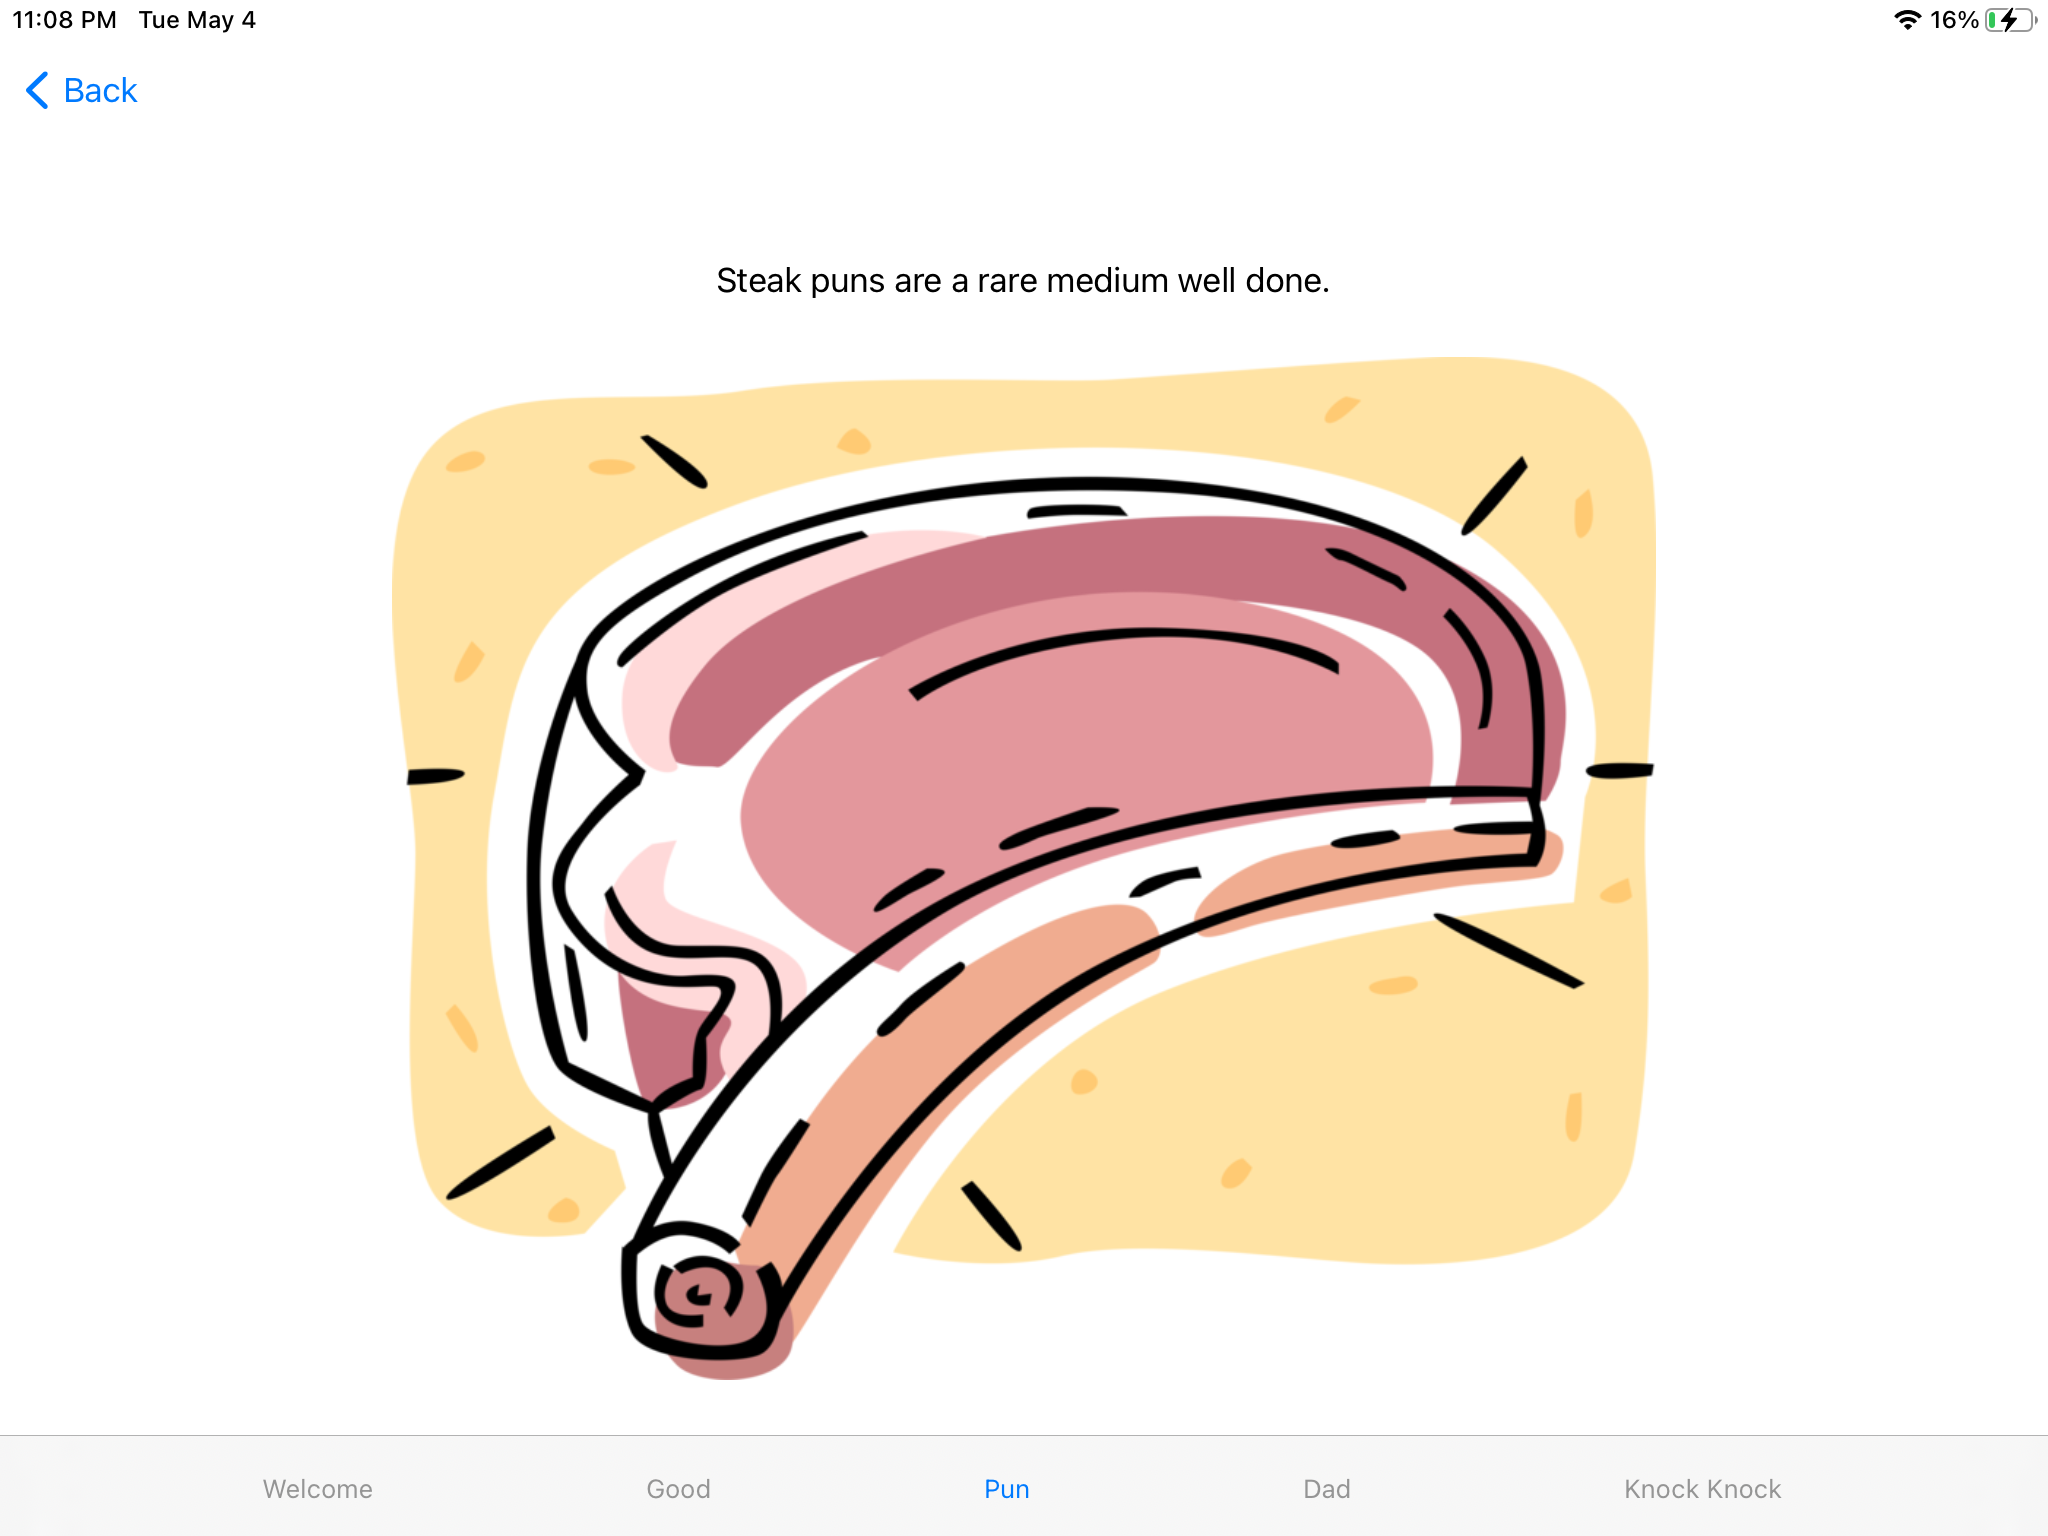 11:08 PM Tue May 4 16%
Back
Steak puns are a rare medium well done.
Welcome Good Pun Dad Knock Knock